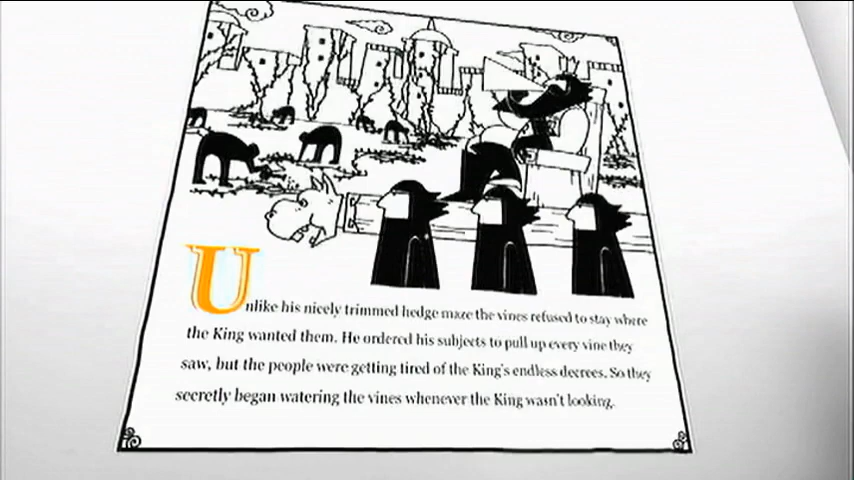 Unlike his nicely trimmed hedge maze the vines refused to stay where
the King wanted them. He ordered his subjects to pull up every vine they
saw, but the people were getting tired of the King's endless decrees. So they
secretly began watering the vines whenever the King wasn't looking.